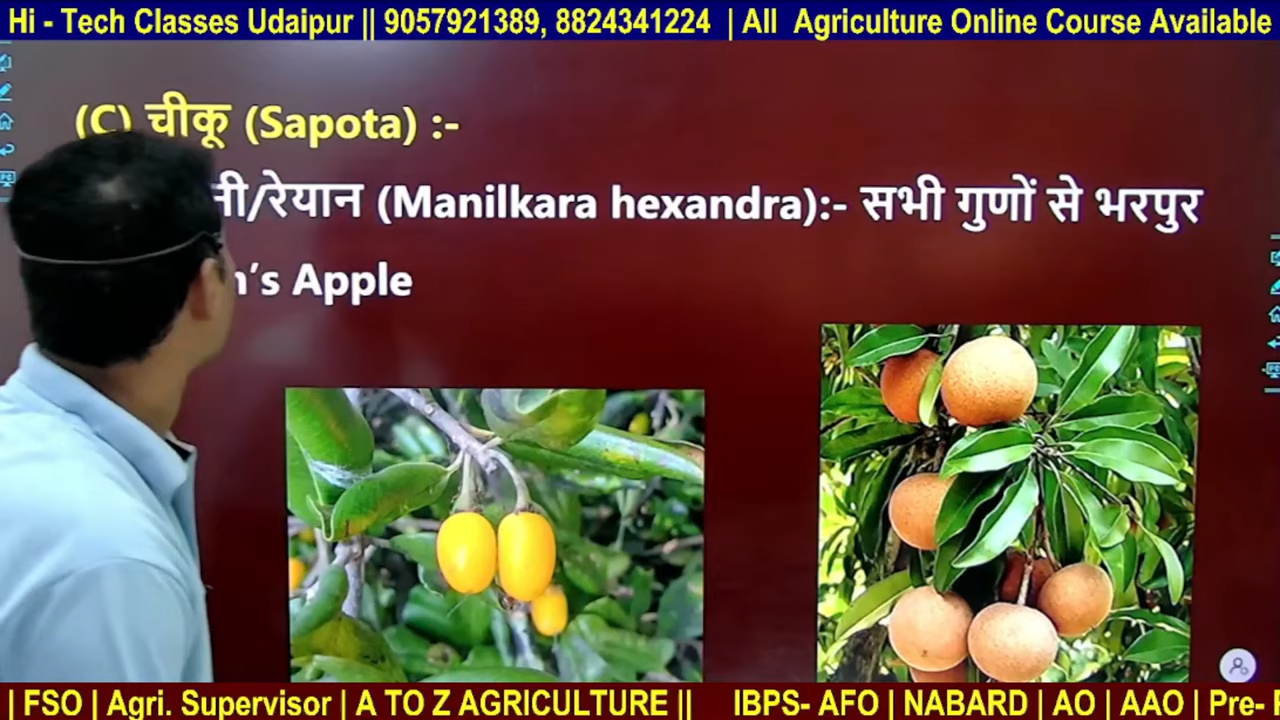 Hi - Tech Classes Udaipur || 9057921389, 8824341224 | All Agriculture Online Course Available
(C) चीकू (Sapota) :-
नी/रेयान (Manilkara hexandra):- सभी गुणों से भरपुर
n's Apple
| FSO | Agri. Supervisor | A TO Z AGRICULTURE || IBPS- AFO | NABARD | AO | AAO | Pre-